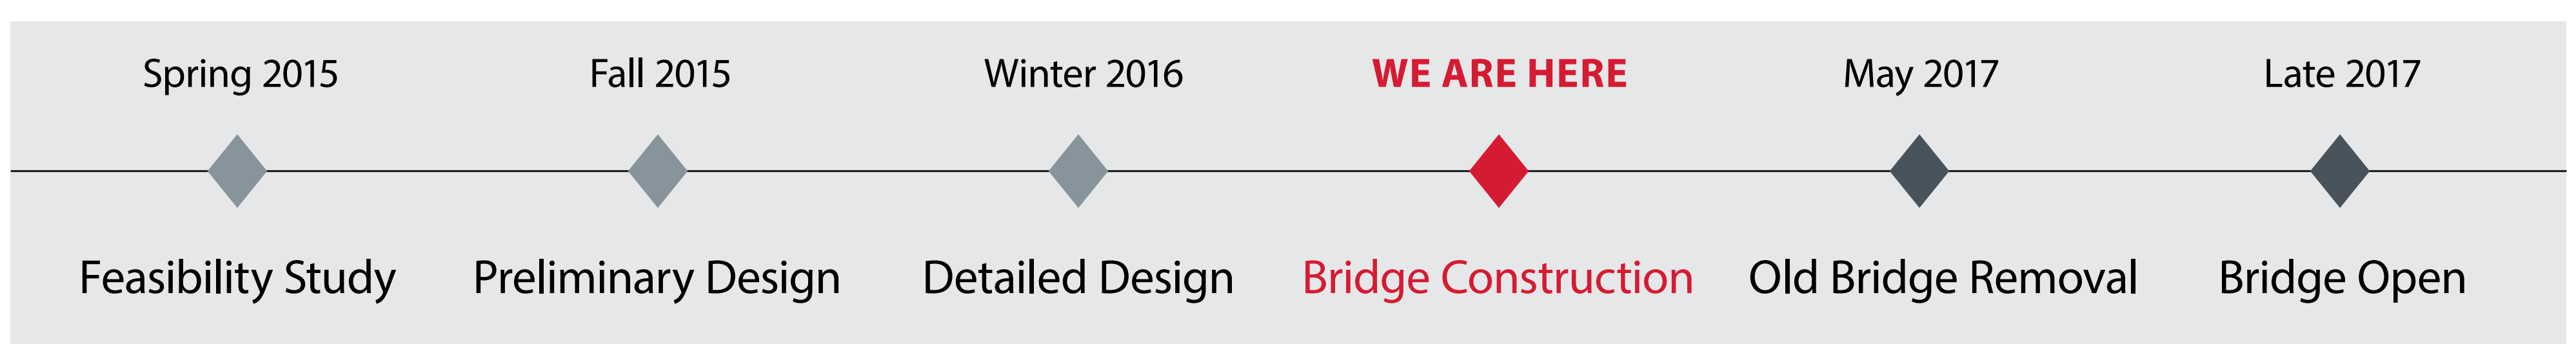 Spring 2015
Fall 2015
Winter 2016
WE ARE HERE
May 2017
Late 2017
Feasibility Study
Preliminary Design
Detailed Design
Bridge Construction
Old Bridge Removal
Bridge Open